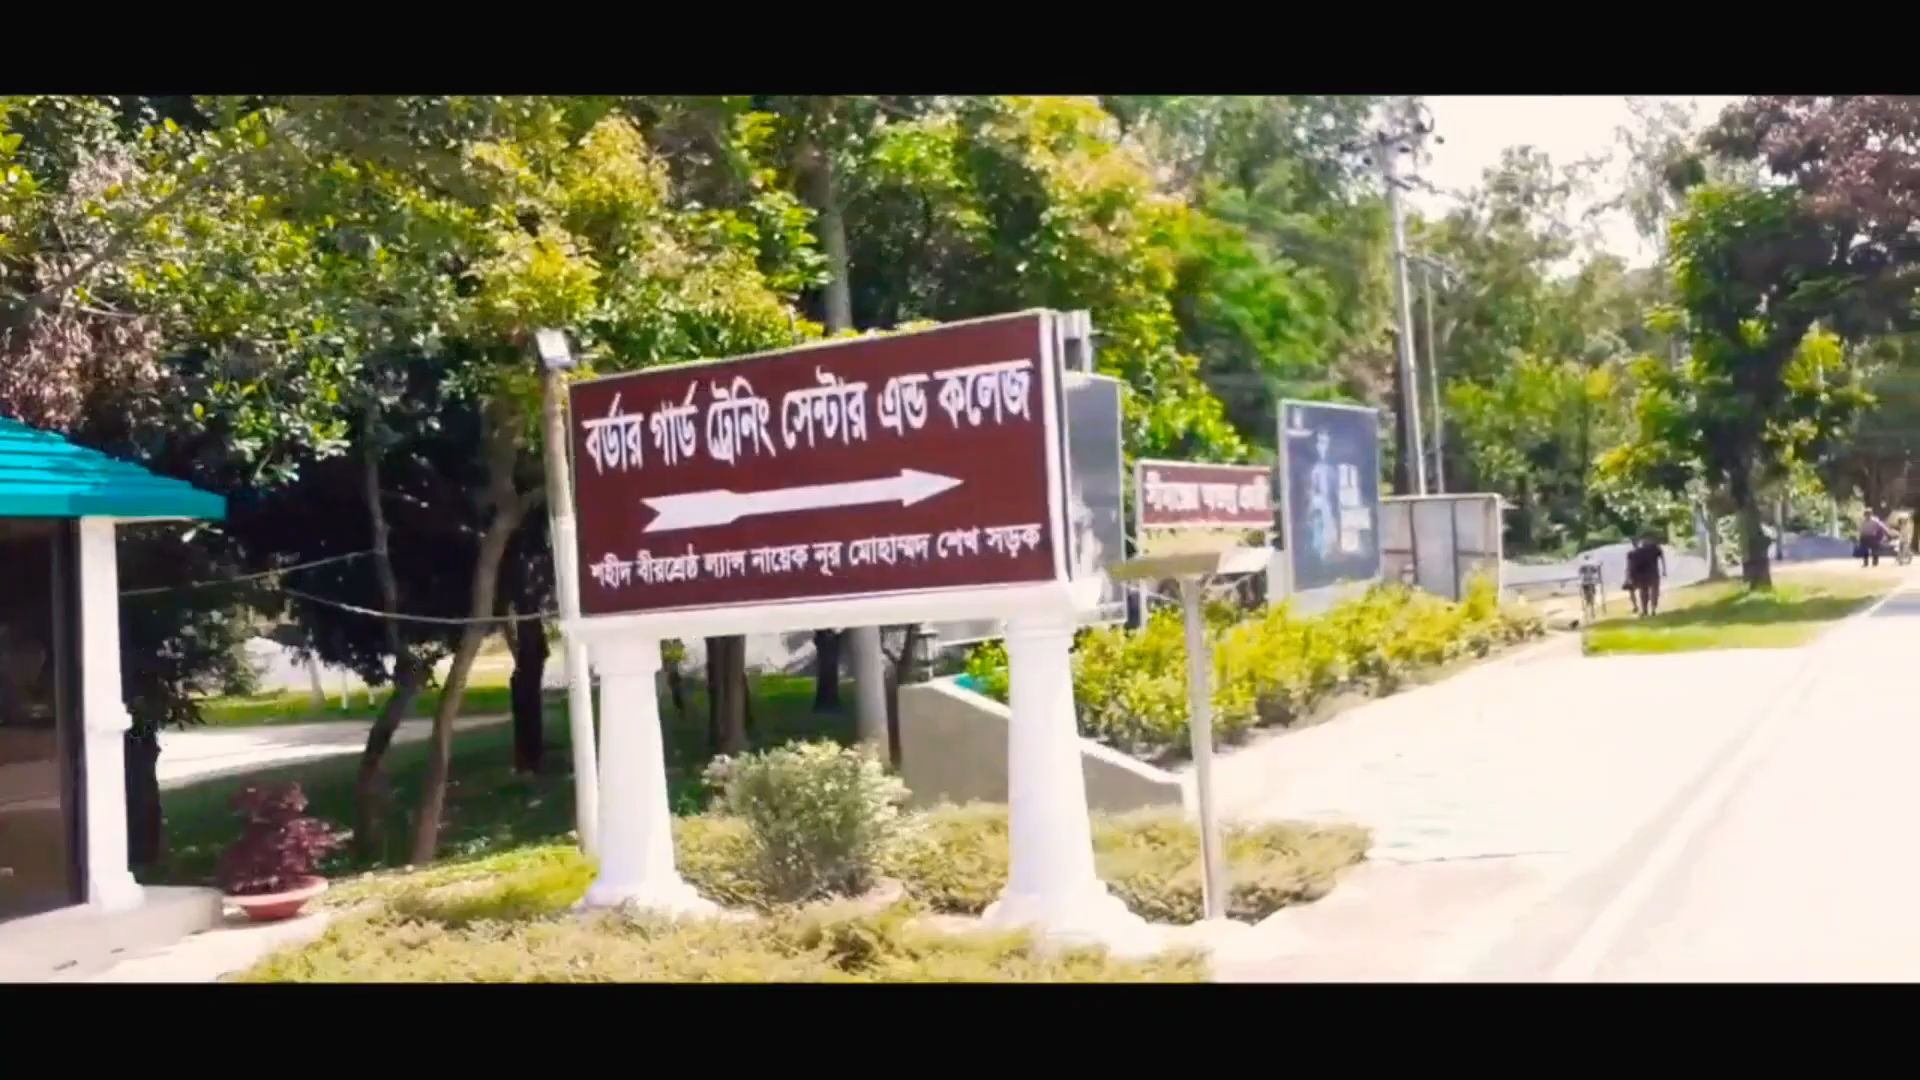 বর্ডার গার্ড ট্রেনিং সেন্টার এন্ড কলেজ
শহীদ বীরশ্রেষ্ঠ ল্যান্স নায়েক নূর মোহাম্মদ শেখ সড়ক